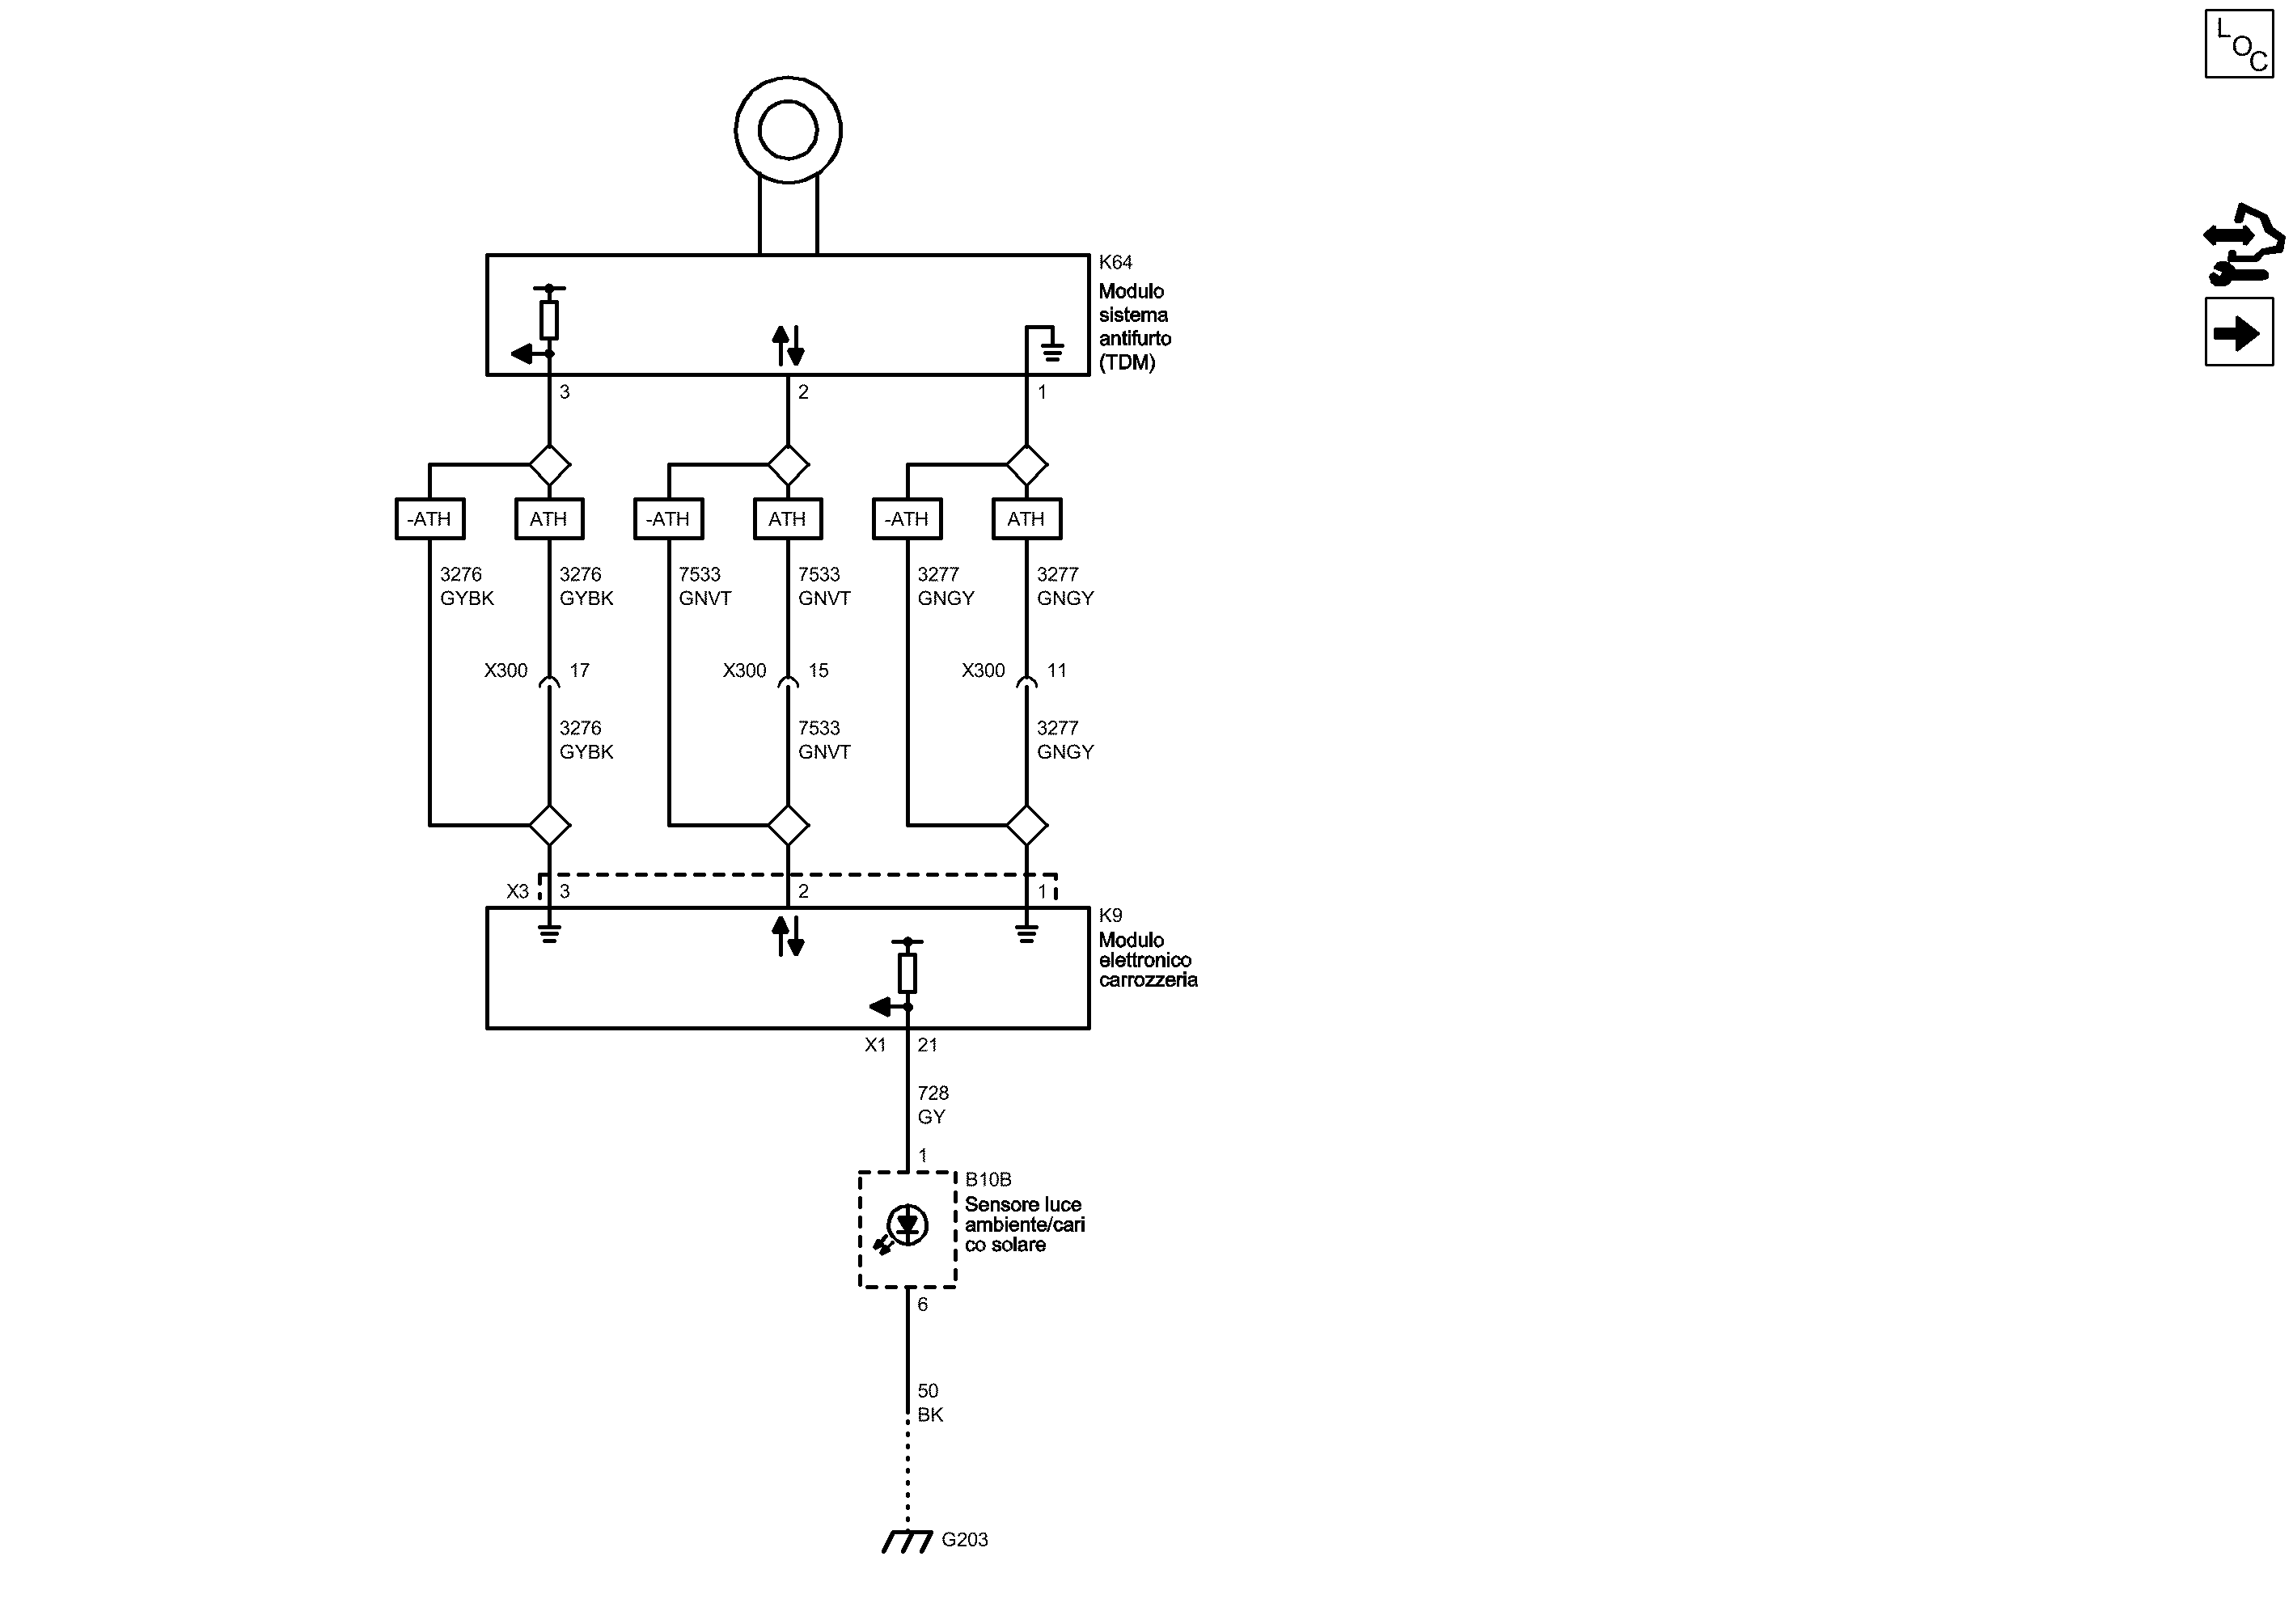 LOC
K64
Modulo
sistema
antifurto
(TDM)
3
2
1
-ATH
ATH
-ATH
ATH
-ATH
ATH
3276
GYBK
3276
GYBK
7533
GNVT
7533
GNVT
3277
GNGY
3277
GNGY
X300
17
X300
15
X300
11
3276
GYBK
7533
GNVT
3277
GNGY
X3
3
2
1
K9
Modulo
elettronico
carrozzeria
X1
21
728
GY
1
B10B
Sensore luce
ambiente/cari
co solare
6
50
BK
G203